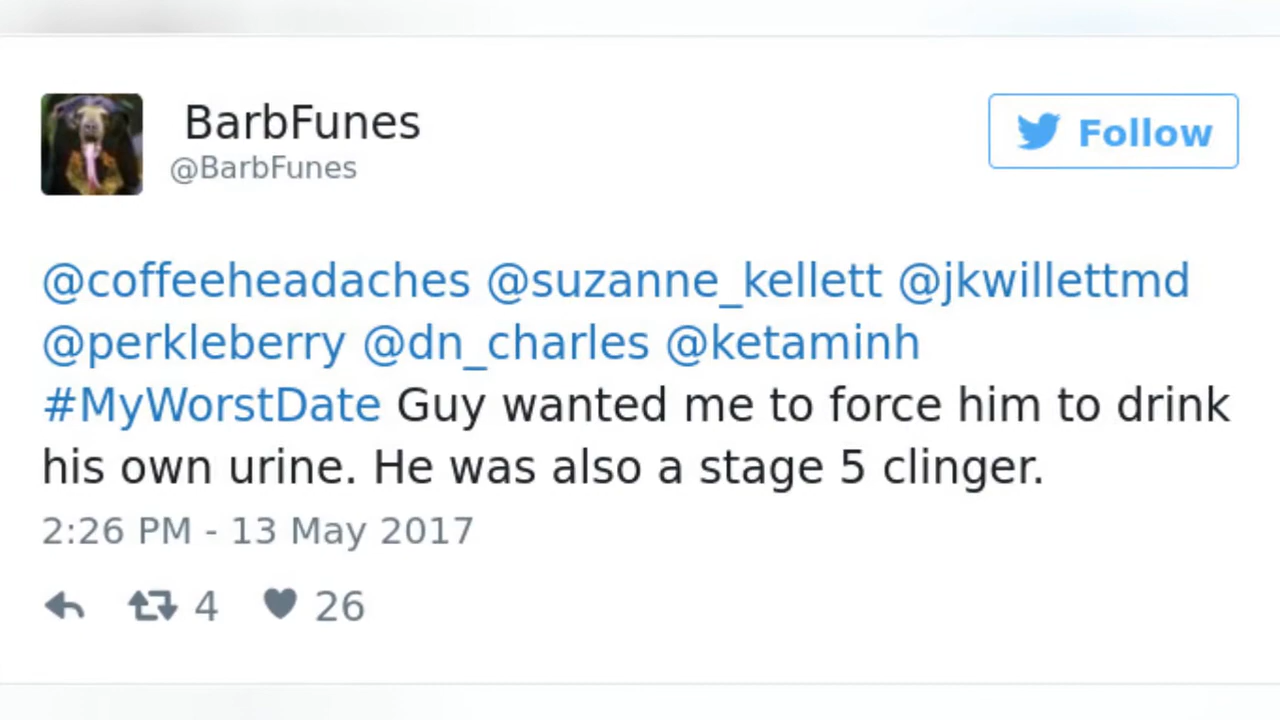 BarbFunes
@BarbFunes
Follow
@coffeeheadaches @suzanne_kellett @jkwillettmd
@perkleberry @dn_charles @ketaminh
#MyWorstDate Guy wanted me to force him to drink
his own urine. He was also a stage 5 clinger.
2:26 PM - 13 May 2017
4 26